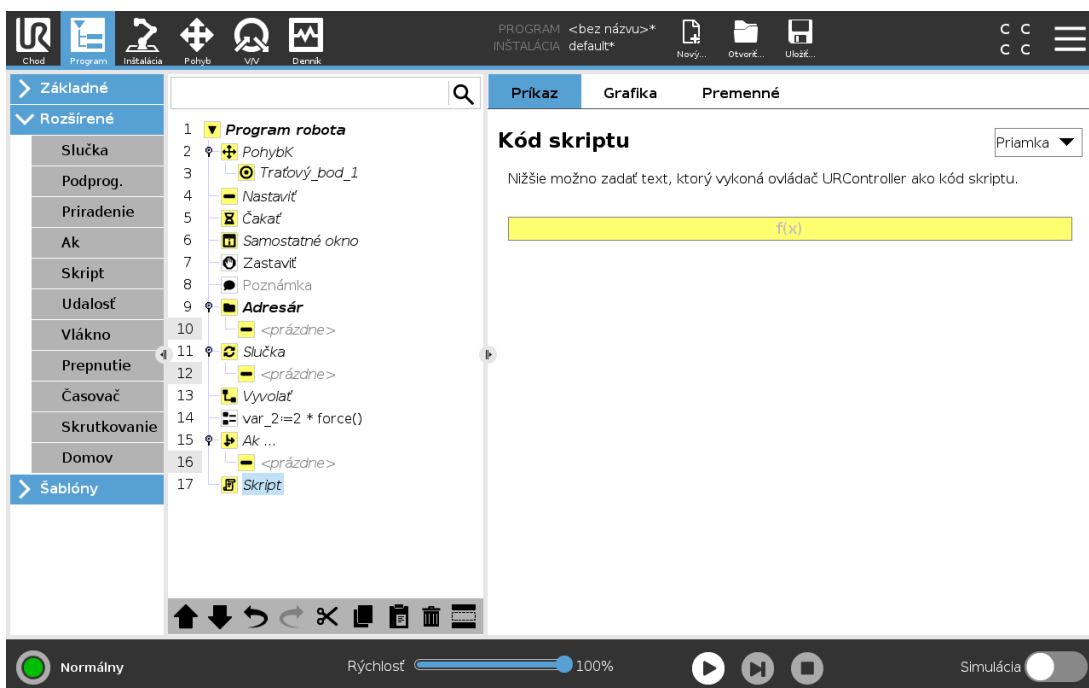 PROGRAM <bez názvu>*
INŠTALÁCIA default*
Chod Program Inštalácia Pohyb V/V Denník Nový... Otvoriť... Uložiť...
C C
C C
Základné
Rozšírené
Slučka
Podprog.
Priradenie
Ak
Skript
Udalosť
Vlákno
Prepnutie
Časovač
Skrutkovanie
Domov
Šablóny
1 Program robota
2 PohybK
3 Traťový_bod_1
4 Nastaviť
5 Čakať
6 Samostatné okno
7 Zastaviť
8 Poznámka
9 Adresár
10 <prázdne>
11 Slučka
12 <prázdne>
13 Vyvolať
14 var_2:=2 * force()
15 Ak ...
16 <prázdne>
17 Skript
Príkaz Grafika Premenné
Kód skriptu
Priamka
Nižšie možno zadať text, ktorý vykoná ovládač URController ako kód skriptu.
f(x)
Normálny
Rýchlosť 100%
Simulácia